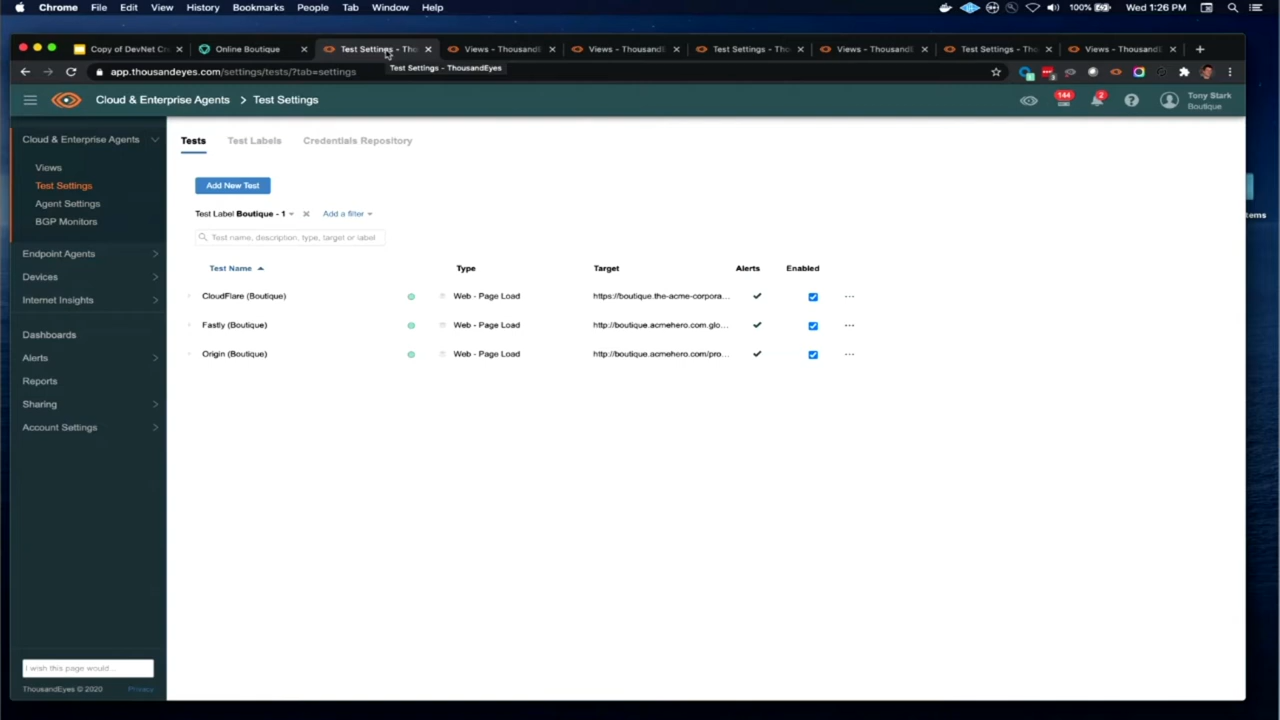 Chrome File Edit View History Bookmarks People Tab Window Help 100% Wed 1:26 PM
Copy of DevNet Cr Online Boutique Test Settings - Tho Views - Thousand Views - Thousand Test Settings - Tho Views - Thousand Test Settings - Tho Views - Thousand
app.thousandeyes.com/settings/tests/?tab=settings
Test Settings - ThousandEyes
Cloud & Enterprise Agents > Test Settings
144
2
Tony Stark
Boutique
Cloud & Enterprise Agents
Views
Test Settings
Agent Settings
BGP Monitors
Endpoint Agents
Devices
Internet Insights
Dashboards
Alerts
Reports
Sharing
Account Settings
I wish this page would...
ThousandEyes © 2020 Privacy
Tests Test Labels Credentials Repository
Add New Test
Test Label Boutique - 1 Add a filter
Test name, description, type, target or label
Test Name Type Target Alerts Enabled
CloudFlare (Boutique) Web - Page Load https://boutique.the-acme-corpora...
Fastly (Boutique) Web - Page Load http://boutique.acmehero.com.glo...
Origin (Boutique) Web - Page Load http://boutique.acmehero.com/pro...